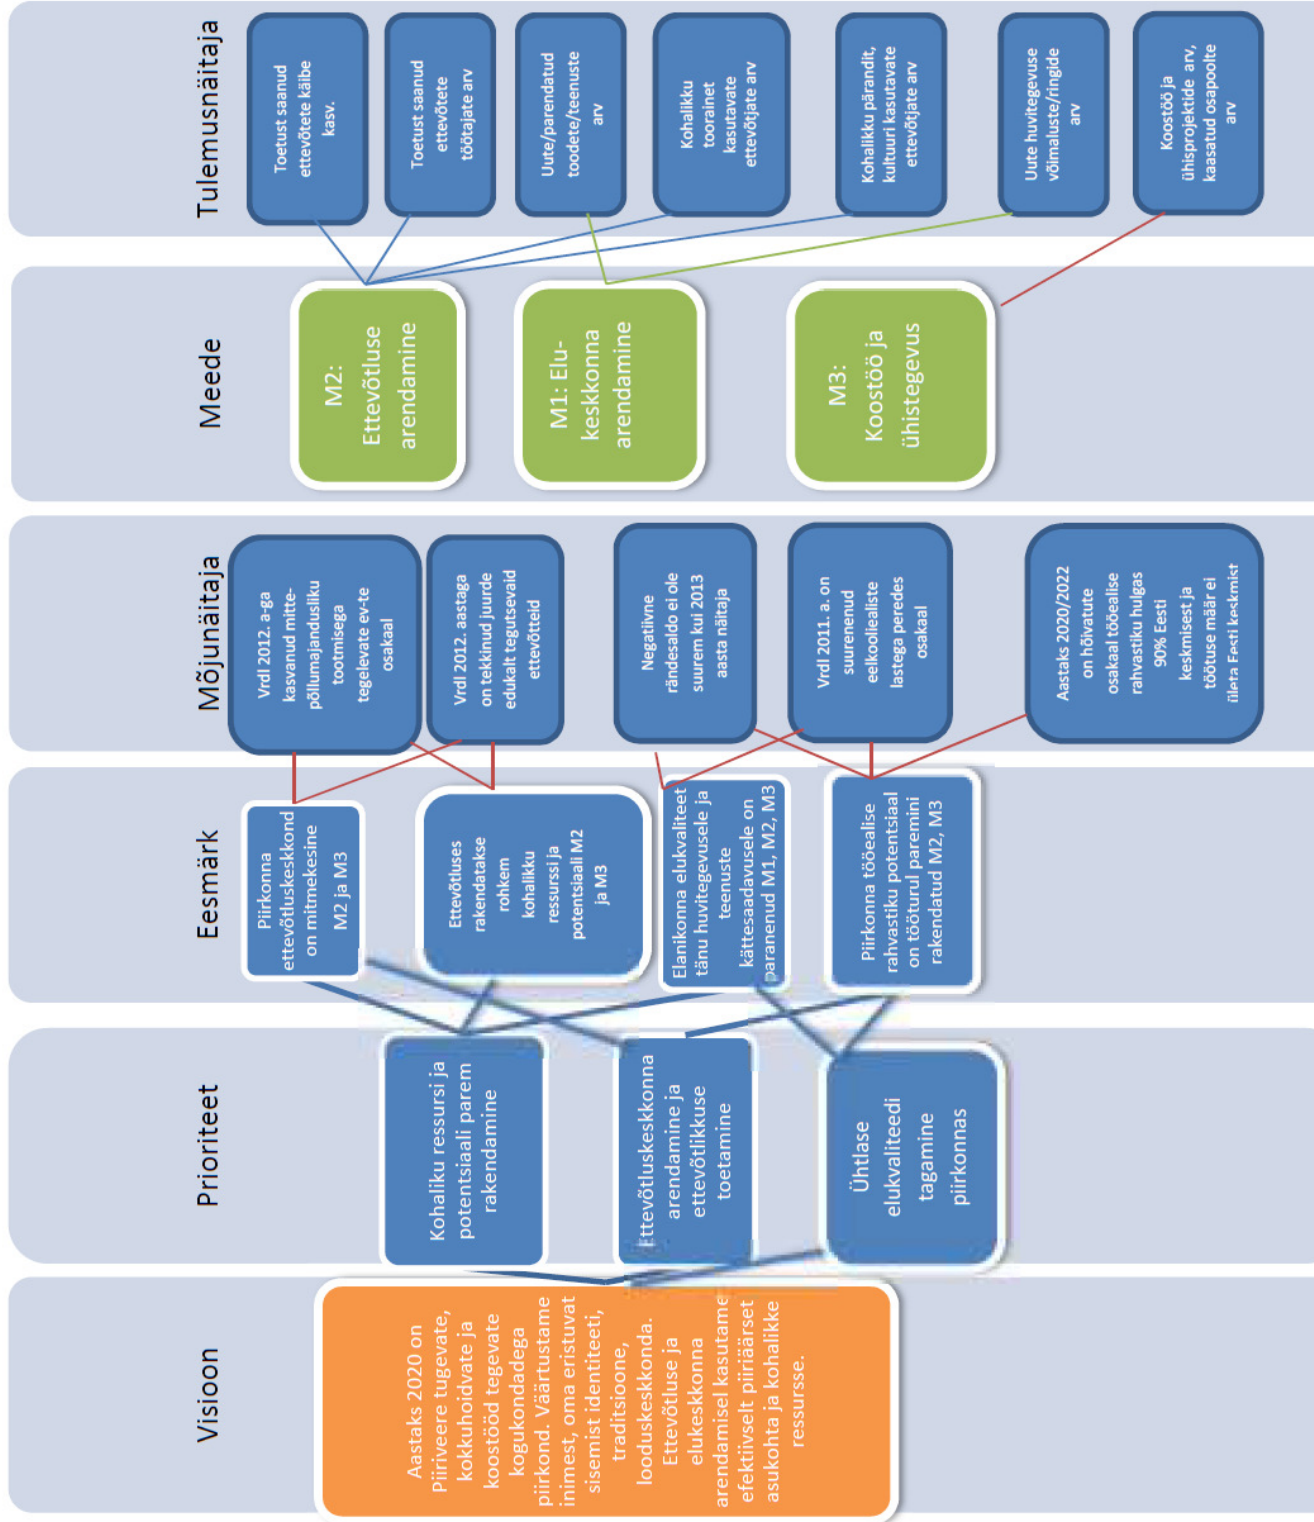 Visioon
Aastaks 2020 on
Piiriveere tugevate,
kokkuhoidvate ja
koostööd tegevate
kogukondadega
piirkond. Väärtustame
inimest, oma eristuvat
sisemist identiteeti,
traditsioone,
looduskeskkonda.
Ettevõtluse ja
elukeskkonna
arendamisel kasutame
efektiivselt piiriäärset
asukohta ja kohalikke
ressursse.
Prioriteet
Kohaliku ressursi ja
potentsiaali parem
rakendamine
Ettevõtluskeskkonna
arendamine ja
ettevõtlikkuse
toetamine
Ühtlase
elukvaliteedi
tagamine
piirkonnas
Eesmärk
Piirkonna
ettevõtluskeskkond
on mitmekesine
M2 ja M3
Ettevõtluses
rakendatakse
rohkem
kohalikku
ressurssi ja
potentsiaali M2
ja M3
Elanikonna elukvaliteet
tänu huvitegevusele ja
teenuste
kättesaadavusele on
paranenud M1, M2, M3
Piirkonna tööealise
rahvastiku potentsiaal
on tööturul paremini
rakendatud M2, M3
Mõjunäitaja
Vrdl 2012. a-ga
kasvanud mitte-
põllumajandusliku
tootmisega
tegelevate ev-te
osakaal
Vrdl 2012. aastaga
on tekkinud juurde
edukalt tegutsevaid
ettevõtteid
Negatiivne
rändesaldo ei ole
suurem kui 2013
aasta näitaja
Vrdl 2011. a. on
suurenenud
eelkooliealiste
lastega peredes
osakaal
Aastaks 2020/2022
on hõivatute
osakaal tööealise
rahvastiku hulgas
90% Eesti
keskmisest ja
töötuse määr ei
ületa Eesti keskmist
Meede
M2:
Ettevõtluse
arendamine
M1: Elu-
keskkonna
arendamine
M3:
Koostöö ja
ühistegevus
Tulemusnäitaja
Toetust saanud
ettevõtete käibe
kasv.
Toetust saanud
ettevõtete
töötajate arv
Uute/parendatud
toodete/teenuste
arv
Kohalikku
toorainet
kasutavate
ettevõtjate arv
Kohalikku pärandit,
kultuuri kasutavate
ettevõtjate arv
Uute huvitegevuse
võimaluste/ringide
arv
Koostöö ja
ühisprojektide arv,
kaasatud osapoolte
arv